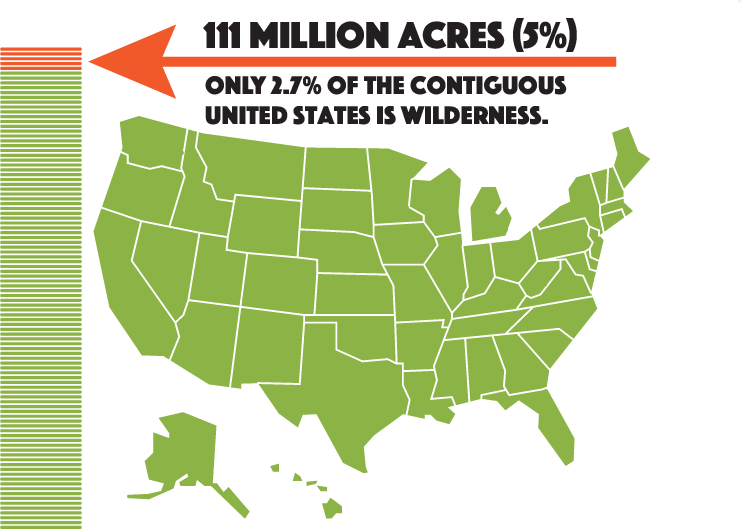 111 MILLION ACRES (5%)
ONLY 2.7% OF THE CONTIGUOUS
UNITED STATES IS WILDERNESS.